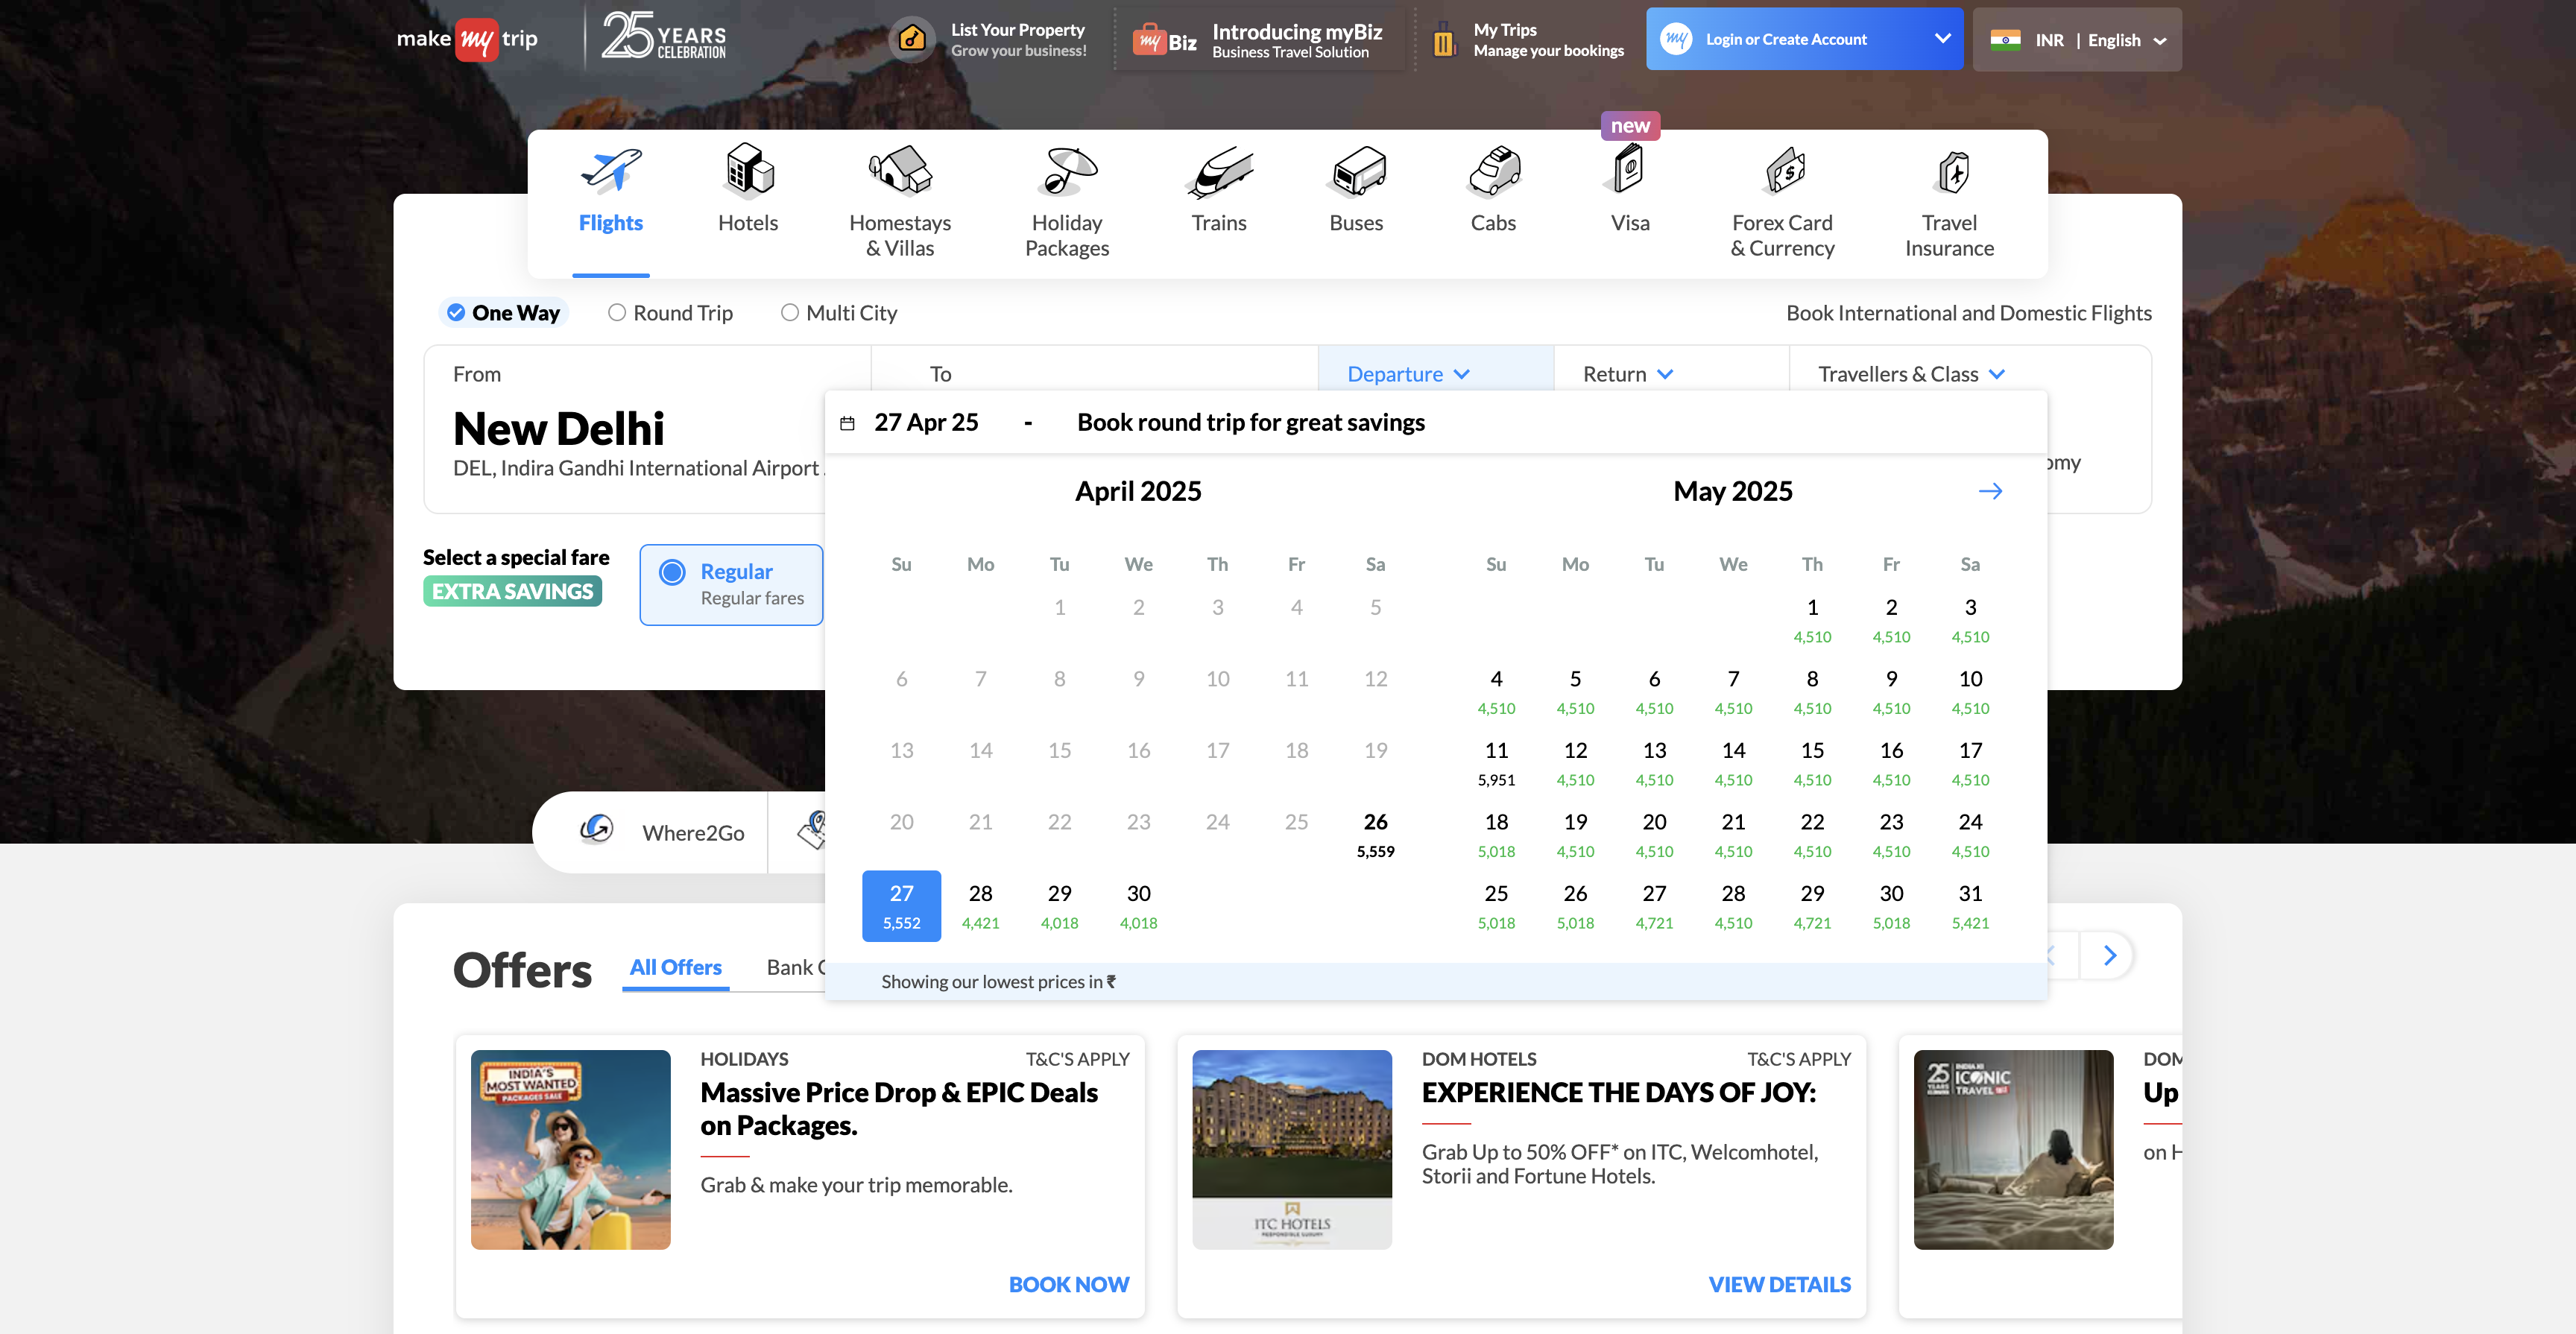 make my trip
25 YEARS CELEBRATION
List Your Property
Grow your business!
my Biz
Introducing myBiz
Business Travel Solution
My Trips
Manage your bookings
my
Login or Create Account
INR | English
new
Flights
Hotels
Homestays & Villas
Holiday Packages
Trains
Buses
Cabs
Visa
Forex Card & Currency
Travel Insurance
One Way
Round Trip
Multi City
Book International and Domestic Flights
From
To
Departure
Return
Travellers & Class
New Delhi
DEL, Indira Gandhi International Airport
omy
27 Apr 25 - Book round trip for great savings
April 2025
Su Mo Tu We Th Fr Sa
1 2 3 4 5
6 7 8 9 10 11 12
13 14 15 16 17 18 19
20 21 22 23 24 25 26
5,559
27 28 29 30
5,552 4,421 4,018 4,018
May 2025
Su Mo Tu We Th Fr Sa
1 2 3
4,510 4,510 4,510
4 5 6 7 8 9 10
4,510 4,510 4,510 4,510 4,510 4,510 4,510
11 12 13 14 15 16 17
5,951 4,510 4,510 4,510 4,510 4,510 4,510
18 19 20 21 22 23 24
5,018 4,510 4,510 4,510 4,510 4,510 4,510
25 26 27 28 29 30 31
5,018 5,018 4,721 4,510 4,721 5,018 5,421
Showing our lowest prices in ₹
Select a special fare
EXTRA SAVINGS
Regular
Regular fares
Where2Go
Offers
All Offers
Bank
INDIA'S
MOST WANTED
PACKAGES SALE
HOLIDAYS
T&C'S APPLY
Massive Price Drop & EPIC Deals
on Packages.
Grab & make your trip memorable.
BOOK NOW
ITC HOTELS
RESPONSIBLE LUXURY
DOM HOTELS
T&C'S APPLY
EXPERIENCE THE DAYS OF JOY:
Grab Up to 50% OFF* on ITC, Welcomhotel,
Storii and Fortune Hotels.
VIEW DETAILS
25
ICONIC
TRAVEL
DOM
Up
on H